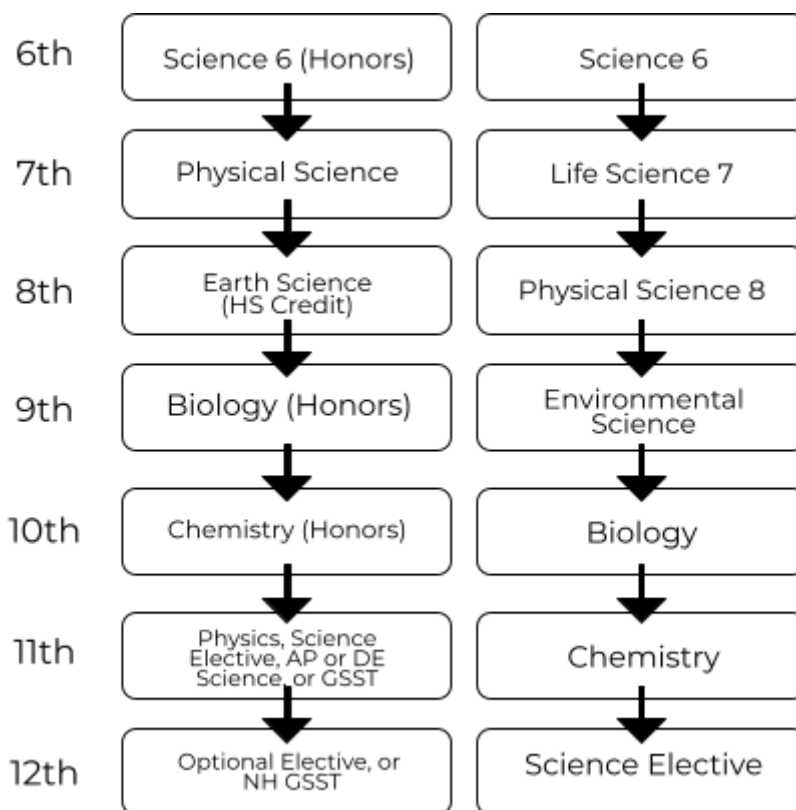 6th
Science 6 (Honors)
Science 6
7th
Physical Science
Life Science 7
8th
Earth Science
(HS Credit)
Physical Science 8
9th
Biology (Honors)
Environmental
Science
10th
Chemistry (Honors)
Biology
11th
Physics, Science
Elective, AP or DE
Science, or GSST
Chemistry
12th
Optional Elective, or
NH GSST
Science Elective